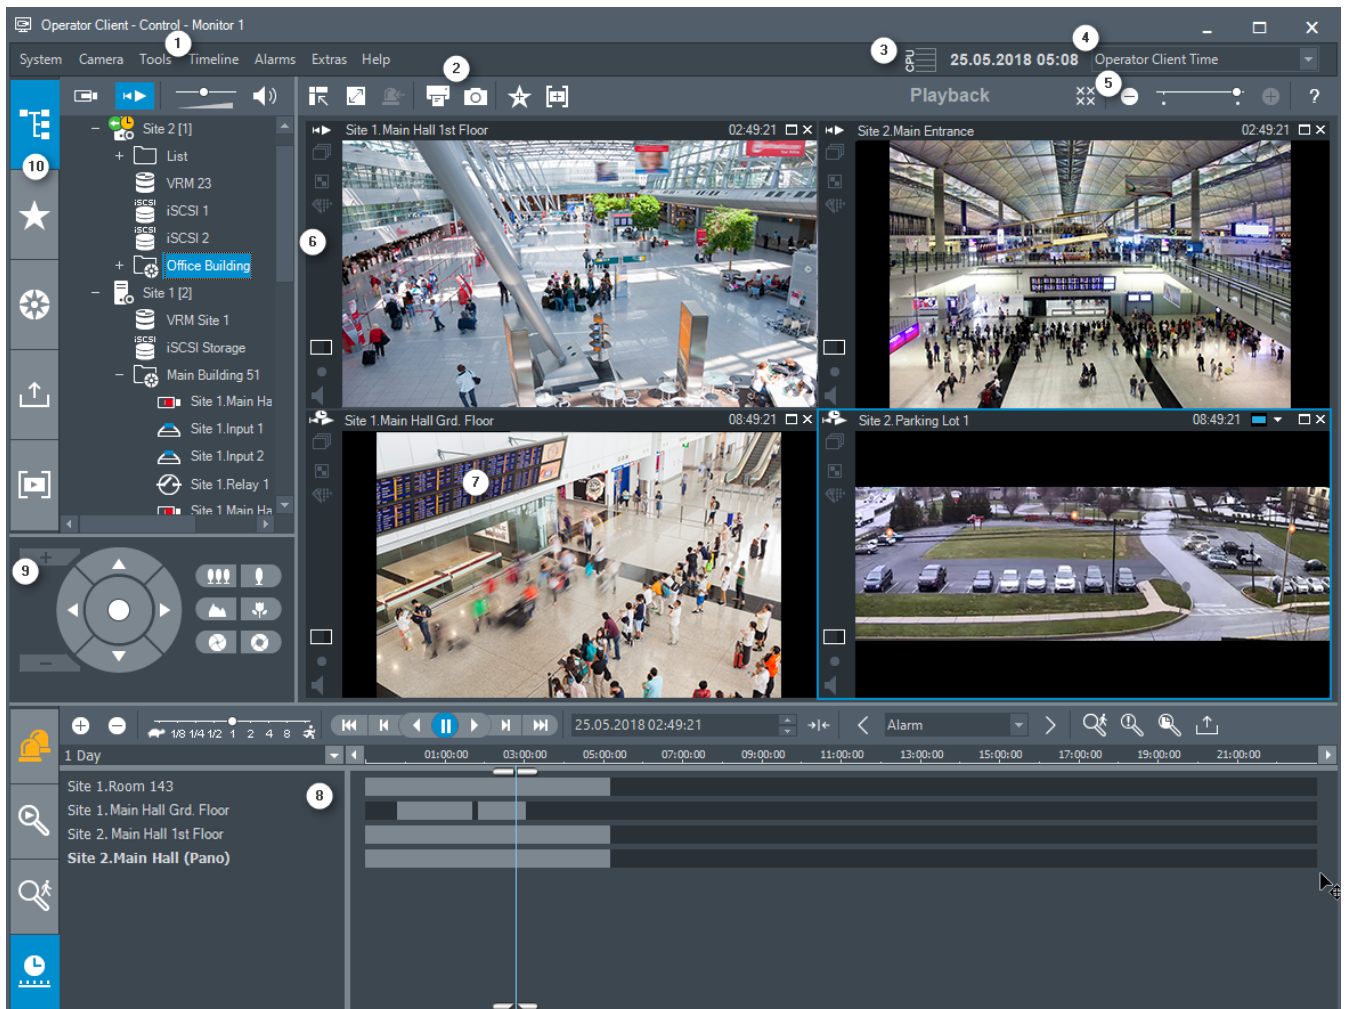 Operator Client - Control - Monitor 1
1
System Camera Tools Timeline Alarms Extras Help
2
3
CPU
25.05.2018 05:08
4
Operator Client Time
Playback
5
?
Site 2 [1]
List
VRM 23
iSCSI
iSCSI 1
iSCSI
iSCSI 2
Office Building
Site 1 [2]
VRM Site 1
iSCSI
iSCSI Storage
Main Building 51
Site 1.Main Ha
Site 1.Input 1
Site 1.Input 2
Site 1.Relay 1
Site 1 Main Ha
10
9
Site 1.Main Hall 1st Floor 02:49:21
6
Site 2.Main Entrance 02:49:21
Site 1.Main Hall Grd. Floor 08:49:21
7
Site 2.Parking Lot 1 08:49:21
1/8 1/4 1/2 1 2 4 8
25.05.2018 02:49:21
Alarm
1 Day
01:00:00 03:00:00 05:00:00 07:00:00 09:00:00 11:00:00 13:00:00 15:00:00 17:00:00 19:00:00 21:00:00
Site 1.Room 143
8
Site 1.Main Hall Grd. Floor
Site 2. Main Hall 1st Floor
Site 2.Main Hall (Pano)